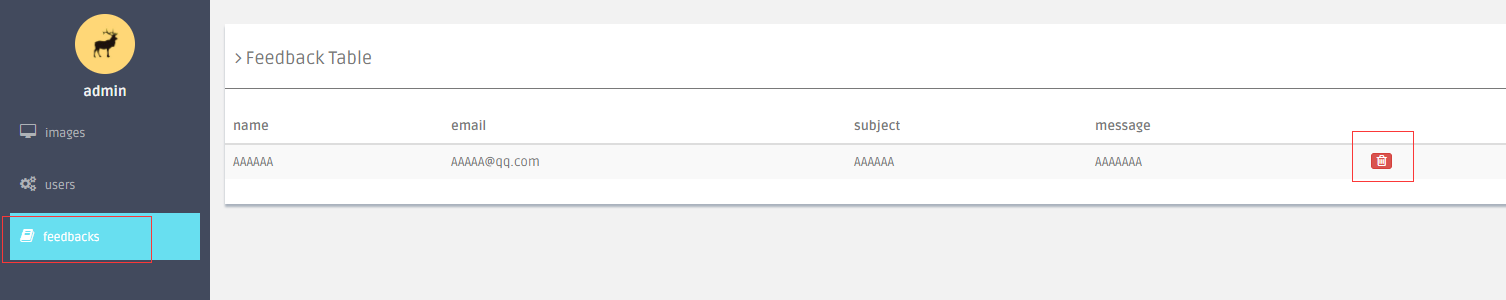 admin
images
users
feedbacks
> Feedback Table
name email subject message
AAAAAA AAAAA@qq.com AAAAAA AAAAAAA